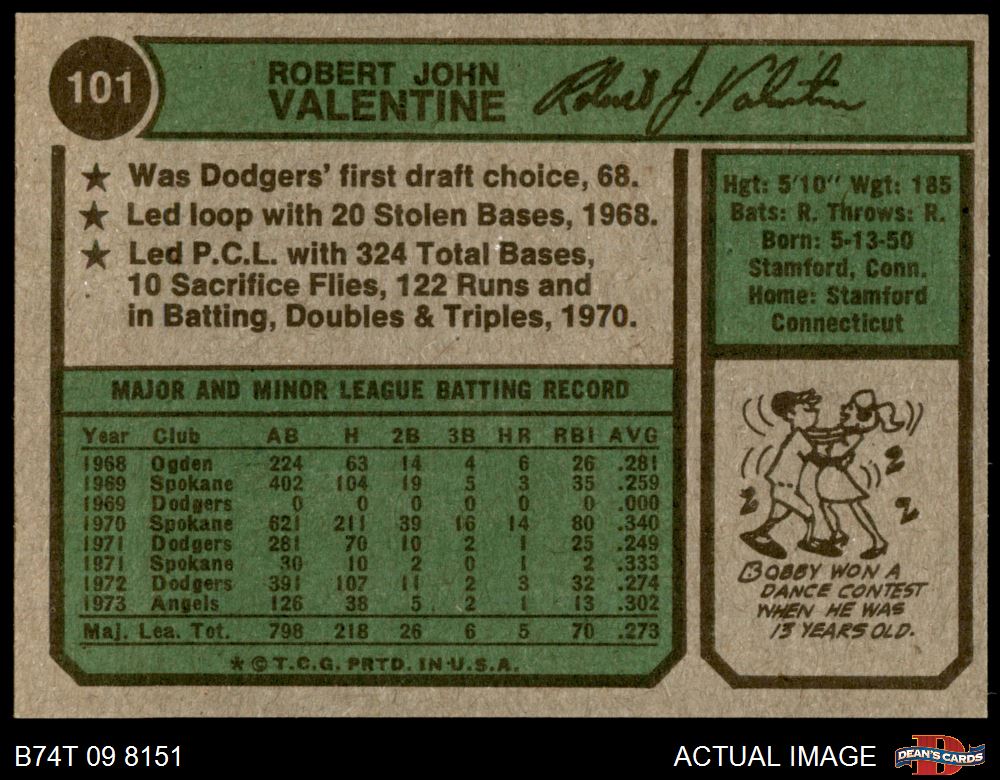 101
ROBERT JOHN
VALENTINE
Robert J. Valentine
★ Was Dodgers' first draft choice, 68.
★ Led loop with 20 Stolen Bases, 1968.
★ Led P.C.L. with 324 Total Bases,
10 Sacrifice Flies, 122 Runs and
in Batting, Doubles & Triples, 1970.
Hgt: 5'10" Wgt: 185
Bats: R. Throws: R.
Born: 5-13-50
Stamford, Conn.
Home: Stamford
Connecticut
MAJOR AND MINOR LEAGUE BATTING RECORD
Year Club AB H 2B 3B HR RBI AVG
1968 Ogden 224 63 14 4 6 26 .281
1969 Spokane 402 104 19 5 3 35 .259
1969 Dodgers 0 0 0 0 0 0 .000
1970 Spokane 621 211 39 16 14 80 .340
1971 Dodgers 281 70 10 2 1 25 .249
1971 Spokane 30 10 2 0 1 2 .333
1972 Dodgers 391 107 11 2 3 32 .274
1973 Angels 126 38 5 2 1 13 .302
Maj. Lea. Tot. 798 218 26 6 5 70 .273
★ © T.C.G. PRTD. IN U.S.A.
BOBBY WON A
DANCE CONTEST
WHEN HE WAS
13 YEARS OLD.
B74T 09 8151
ACTUAL IMAGE
D
DEAN'S CARDS